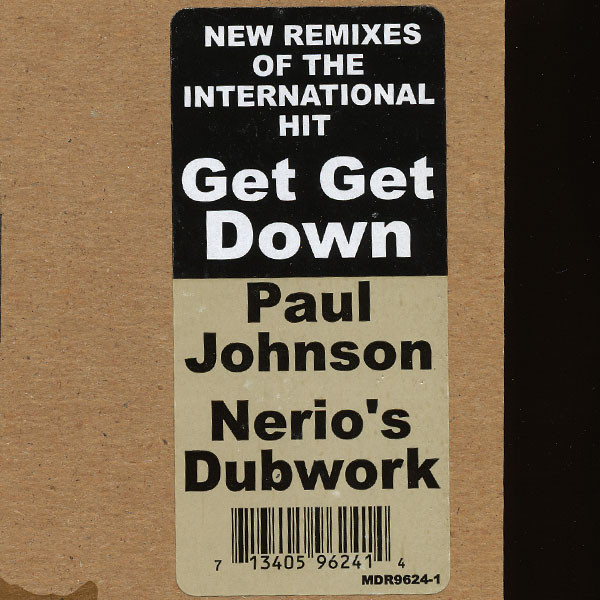 NEW REMIXES
OF THE
INTERNATIONAL
HIT
Get Get
Down
Paul
Johnson
Nerio's
Dubwork
7 13405 96241 4
MDR9624-1